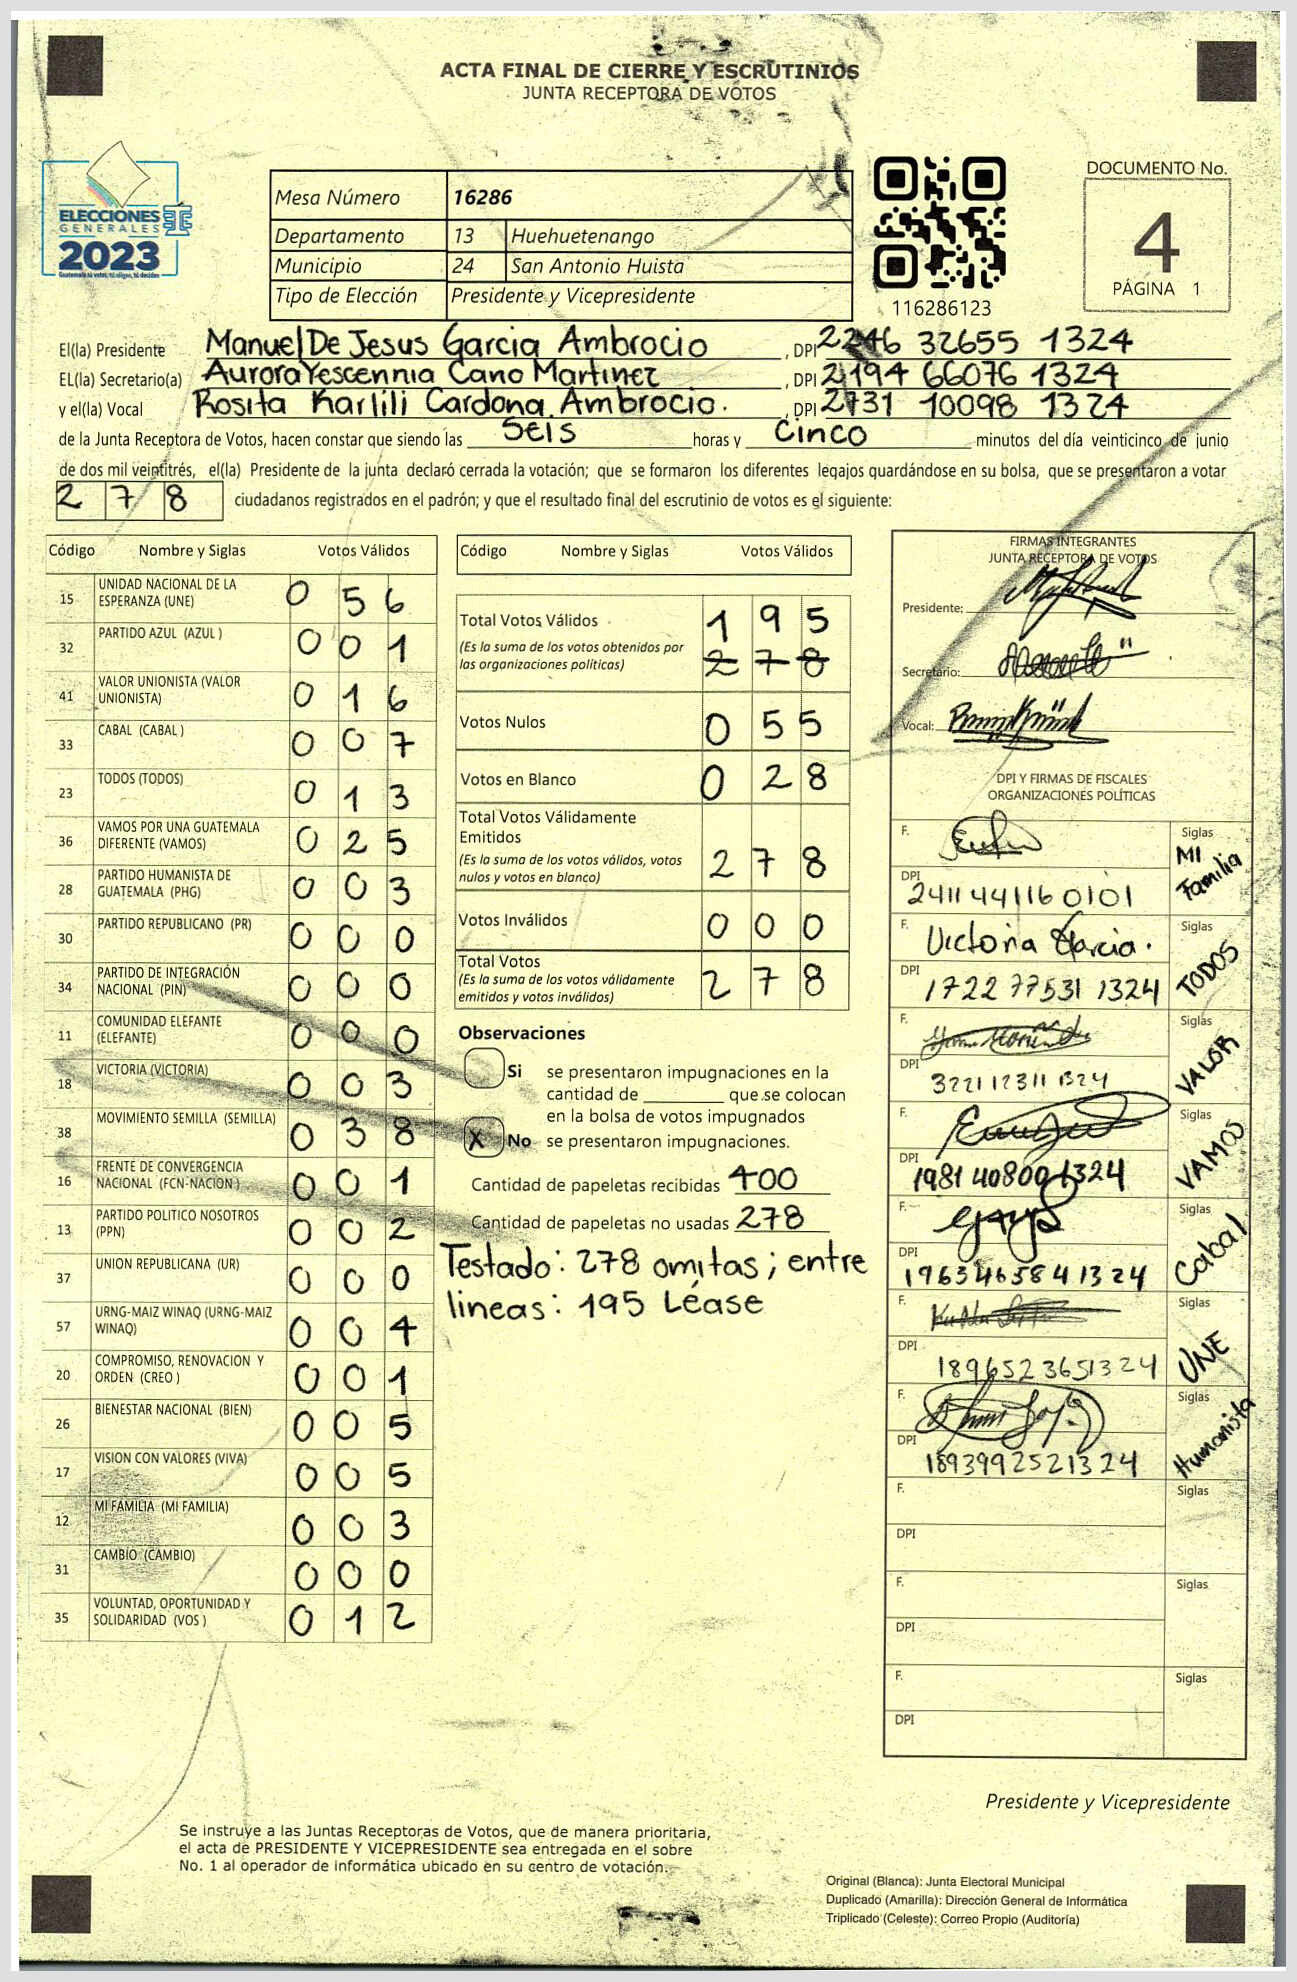 ACTA FINAL DE CIERRE Y ESCRUTINIOS
JUNTA RECEPTORA DE VOTOS
ELECCIONES
GENERALES
2023
Guatemala tú votas, tú eliges, tú decides
Mesa Número 16286
Departamento 13 Huehuetenango
Municipio 24 San Antonio Huista
Tipo de Elección Presidente y Vicepresidente
116286123
DOCUMENTO No.
4
PÁGINA 1
El(la) Presidente Manuel De Jesus Garcia Ambrocio , DPI 2246 32655 1324
EL(la) Secretario(a) Aurora Yescennia Cano Martinez , DPI 2194 66076 1324
y el(la) Vocal Rosita Karlili Cardona Ambrocio. , DPI 2731 10098 1324
de la Junta Receptora de Votos, hacen constar que siendo las Seis horas y Cinco minutos del día veinticinco de junio
de dos mil veintitrés, el(la) Presidente de la junta declaró cerrada la votación; que se formaron los diferentes legajos guardándose en su bolsa, que se presentaron a votar
278 ciudadanos registrados en el padrón; y que el resultado final del escrutinio de votos es el siguiente:
Código Nombre y Siglas Votos Válidos
15 UNIDAD NACIONAL DE LA ESPERANZA (UNE) 0 5 6
32 PARTIDO AZUL (AZUL ) 0 0 1
41 VALOR UNIONISTA (VALOR UNIONISTA) 0 1 6
33 CABAL (CABAL ) 0 0 7
23 TODOS (TODOS) 0 1 3
36 VAMOS POR UNA GUATEMALA DIFERENTE (VAMOS) 0 2 5
28 PARTIDO HUMANISTA DE GUATEMALA (PHG) 0 0 3
30 PARTIDO REPUBLICANO (PR) 0 0 0
34 PARTIDO DE INTEGRACIÓN NACIONAL (PIN) 0 0 0
11 COMUNIDAD ELEFANTE (ELEFANTE) 0 0 0
18 VICTORIA (VICTORIA) 0 0 3
38 MOVIMIENTO SEMILLA (SEMILLA) 0 3 8
16 FRENTE DE CONVERGENCIA NACIONAL (FCN-NACION ) 0 0 1
13 PARTIDO POLITICO NOSOTROS (PPN) 0 0 2
37 UNION REPUBLICANA (UR) 0 0 0
57 URNG-MAIZ WINAQ (URNG-MAIZ WINAQ) 0 0 4
20 COMPROMISO, RENOVACION Y ORDEN (CREO ) 0 0 1
26 BIENESTAR NACIONAL (BIEN) 0 0 5
17 VISION CON VALORES (VIVA) 0 0 5
12 MI FAMILIA (MI FAMILIA) 0 0 3
31 CAMBIO (CAMBIO) 0 0 0
35 VOLUNTAD, OPORTUNIDAD Y SOLIDARIDAD (VOS ) 0 1 2
Código Nombre y Siglas Votos Válidos
Total Votos Válidos 1 9 5
(Es la suma de los votos obtenidos por
las organizaciones políticas) 2 7 8
Votos Nulos 0 5 5
Votos en Blanco 0 2 8
Total Votos Válidamente
Emitidos
(Es la suma de los votos válidos, votos
nulos y votos en blanco) 2 7 8
Votos Inválidos 0 0 0
Total Votos
(Es la suma de los votos válidamente
emitidos y votos inválidos) 2 7 8
Observaciones
Si se presentaron impugnaciones en la
cantidad de ________ que se colocan
en la bolsa de votos impugnados
X No se presentaron impugnaciones.
Cantidad de papeletas recibidas 400
Cantidad de papeletas no usadas 278
Testado: 278 omitas; entre
lineas: 195 Léase
FIRMAS INTEGRANTES
JUNTA RECEPTORA DE VOTOS
Presidente:
Secretario:
Vocal:
DPI Y FIRMAS DE FISCALES
ORGANIZACIONES POLÍTICAS
F. Siglas
MI Familia
DPI 2411 44116 0101
F. Victoria Garcia. Siglas
TODOS
DPI 1722 77531 1324
F. Siglas
VALOR
DPI 3221 12311 1324
F. Siglas
VAMOS
DPI 1981 40800 1324
F. Siglas
Cabal
DPI 1963465841324
F. Siglas
UNE
DPI 1896523651324
F. Siglas
Humanista
DPI 1893992521324
F. Siglas
DPI
F. Siglas
DPI
F. Siglas
DPI
Presidente y Vicepresidente
Se instruye a las Juntas Receptoras de Votos, que de manera prioritaria,
el acta de PRESIDENTE Y VICEPRESIDENTE sea entregada en el sobre
No. 1 al operador de informática ubicado en su centro de votación.
Original (Blanca): Junta Electoral Municipal
Duplicado (Amarilla): Dirección General de Informática
Triplicado (Celeste): Correo Propio (Auditoría)